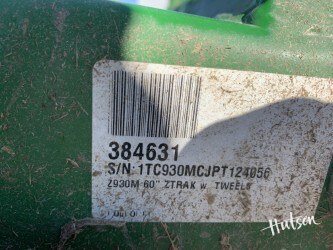 384631
S/N: 1TC930MCJPT124056
Z930M 60" ZTRAK w TWEELS
Hutson